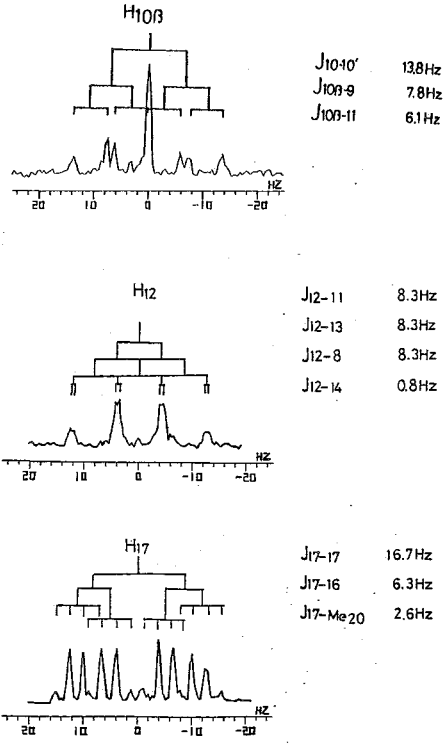 H10β
J10-10' 13.8Hz
J10β-9 7.8Hz
J10β-11 6.1Hz
HZ
20 10 0 -10 -20
H12
J12-11 8.3Hz
J12-13 8.3Hz
J12-8 8.3Hz
J12-14 0.8Hz
HZ
20 10 0 -10 -20
H17
J17-17 16.7Hz
J17-16 6.3Hz
J17-Me20 2.6Hz
HZ
20 10 0 -10 -20